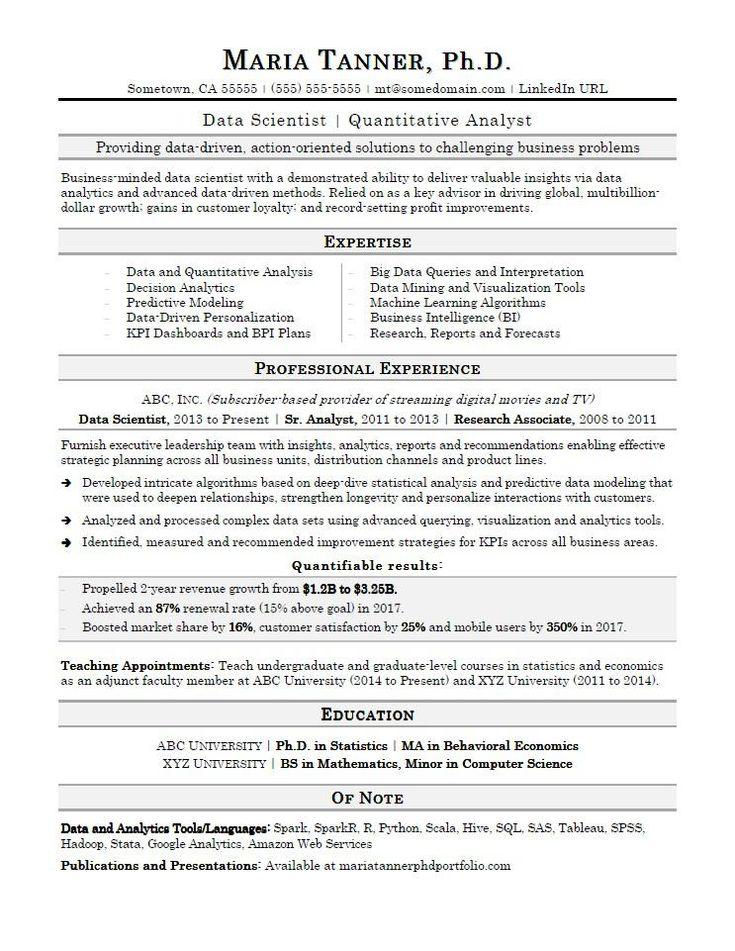 MARIA TANNER, PH.D.
Sometown, CA 55555 | (555) 555-5555 | mt@somedomain.com | LinkedIn URL
Data Scientist | Quantitative Analyst
Providing data-driven, action-oriented solutions to challenging business problems
Business-minded data scientist with a demonstrated ability to deliver valuable insights via data
analytics and advanced data-driven methods. Relied on as a key advisor in driving global, multibillion-
dollar growth; gains in customer loyalty; and record-setting profit improvements.
EXPERTISE
– Data and Quantitative Analysis
– Decision Analytics
– Predictive Modeling
– Data-Driven Personalization
– KPI Dashboards and BPI Plans
– Big Data Queries and Interpretation
– Data Mining and Visualization Tools
– Machine Learning Algorithms
– Business Intelligence (BI)
– Research, Reports and Forecasts
PROFESSIONAL EXPERIENCE
ABC, INC. (Subscriber-based provider of streaming digital movies and TV)
Data Scientist, 2013 to Present | Sr. Analyst, 2011 to 2013 | Research Associate, 2008 to 2011
Furnish executive leadership team with insights, analytics, reports and recommendations enabling effective
strategic planning across all business units, distribution channels and product lines.
➔ Developed intricate algorithms based on deep-dive statistical analysis and predictive data modeling that
were used to deepen relationships, strengthen longevity and personalize interactions with customers.
➔ Analyzed and processed complex data sets using advanced querying, visualization and analytics tools.
➔ Identified, measured and recommended improvement strategies for KPIs across all business areas.
Quantifiable results:
– Propelled 2-year revenue growth from $1.2B to $3.25B.
– Achieved an 87% renewal rate (15% above goal) in 2017.
– Boosted market share by 16%, customer satisfaction by 25% and mobile users by 350% in 2017.
Teaching Appointments: Teach undergraduate and graduate-level courses in statistics and economics
as an adjunct faculty member at ABC University (2014 to Present) and XYZ University (2011 to 2014).
EDUCATION
ABC UNIVERSITY | Ph.D. in Statistics | MA in Behavioral Economics
XYZ UNIVERSITY | BS in Mathematics, Minor in Computer Science
OF NOTE
Data and Analytics Tools/Languages: Spark, SparkR, R, Python, Scala, Hive, SQL, SAS, Tableau, SPSS,
Hadoop, Stata, Google Analytics, Amazon Web Services
Publications and Presentations: Available at mariatannerphdportfolio.com